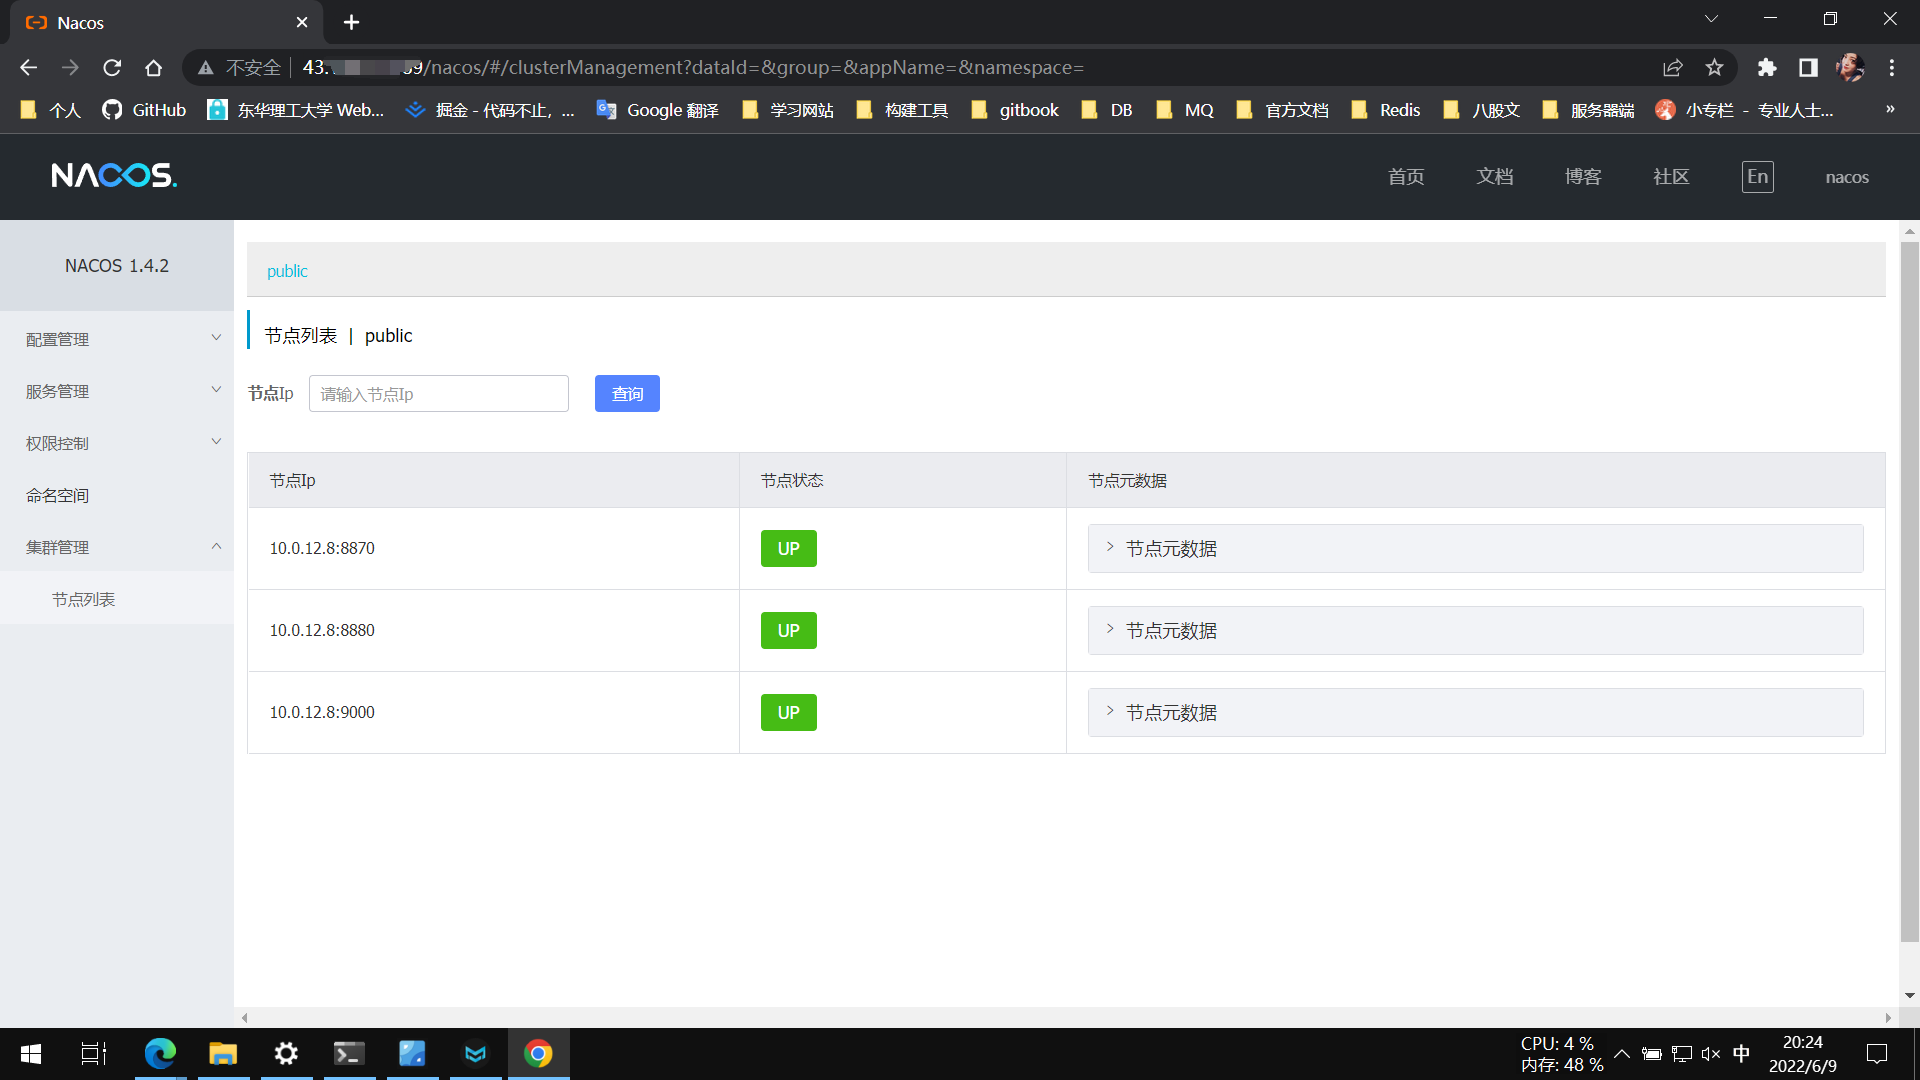 Nacos
不安全
/nacos/#/clusterManagement?dataId=&group=&appName=&namespace=
个人 GitHub 东华理工大学 Web... 掘金 - 代码不止，... Google 翻译 学习网站 构建工具 gitbook DB MQ 官方文档 Redis 八股文 服务器端 小专栏 - 专业人士... »
NACOS.
首页 文档 博客 社区 En nacos
NACOS 1.4.2
配置管理
服务管理
权限控制
命名空间
集群管理
节点列表
public
节点列表 | public
节点Ip 请输入节点Ip 查询
节点Ip 节点状态 节点元数据
10.0.12.8:8870 UP 节点元数据
10.0.12.8:8880 UP 节点元数据
10.0.12.8:9000 UP 节点元数据
CPU: 4 %
内存: 48 %
中
20:24
2022/6/9